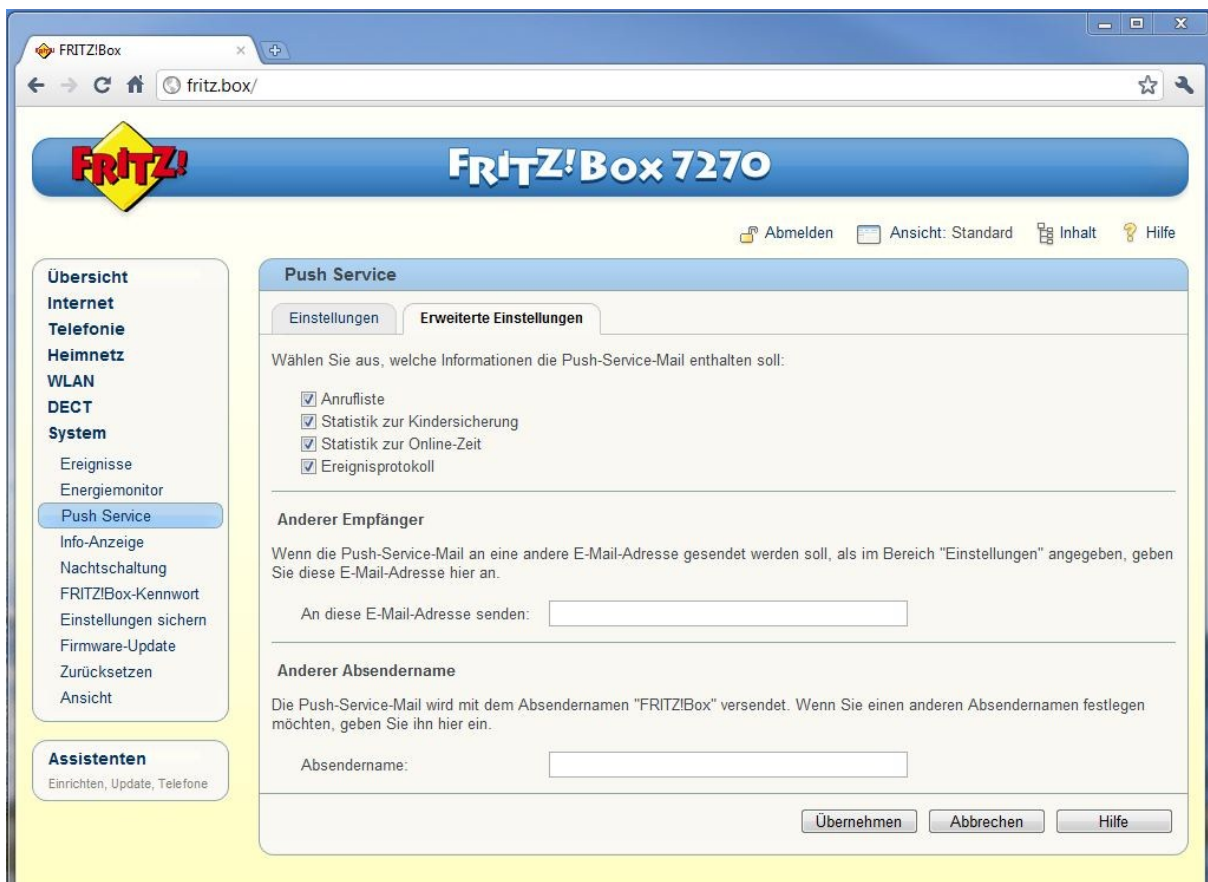 FRITZ!Box
fritz.box/
FRITZ!
FRITZ!Box 7270
Abmelden
Ansicht: Standard
Inhalt
Hilfe
Übersicht
Internet
Telefonie
Heimnetz
WLAN
DECT
System
Ereignisse
Energiemonitor
Push Service
Info-Anzeige
Nachtschaltung
FRITZ!Box-Kennwort
Einstellungen sichern
Firmware-Update
Zurücksetzen
Ansicht
Assistenten
Einrichten, Update, Telefone
Push Service
Einstellungen
Erweiterte Einstellungen
Wählen Sie aus, welche Informationen die Push-Service-Mail enthalten soll:
Anrufliste
Statistik zur Kindersicherung
Statistik zur Online-Zeit
Ereignisprotokoll
Anderer Empfänger
Wenn die Push-Service-Mail an eine andere E-Mail-Adresse gesendet werden soll, als im Bereich "Einstellungen" angegeben, geben
Sie diese E-Mail-Adresse hier an.
An diese E-Mail-Adresse senden:
Anderer Absendername
Die Push-Service-Mail wird mit dem Absendernamen "FRITZ!Box" versendet. Wenn Sie einen anderen Absendernamen festlegen
möchten, geben Sie ihn hier ein.
Absendername:
Übernehmen
Abbrechen
Hilfe